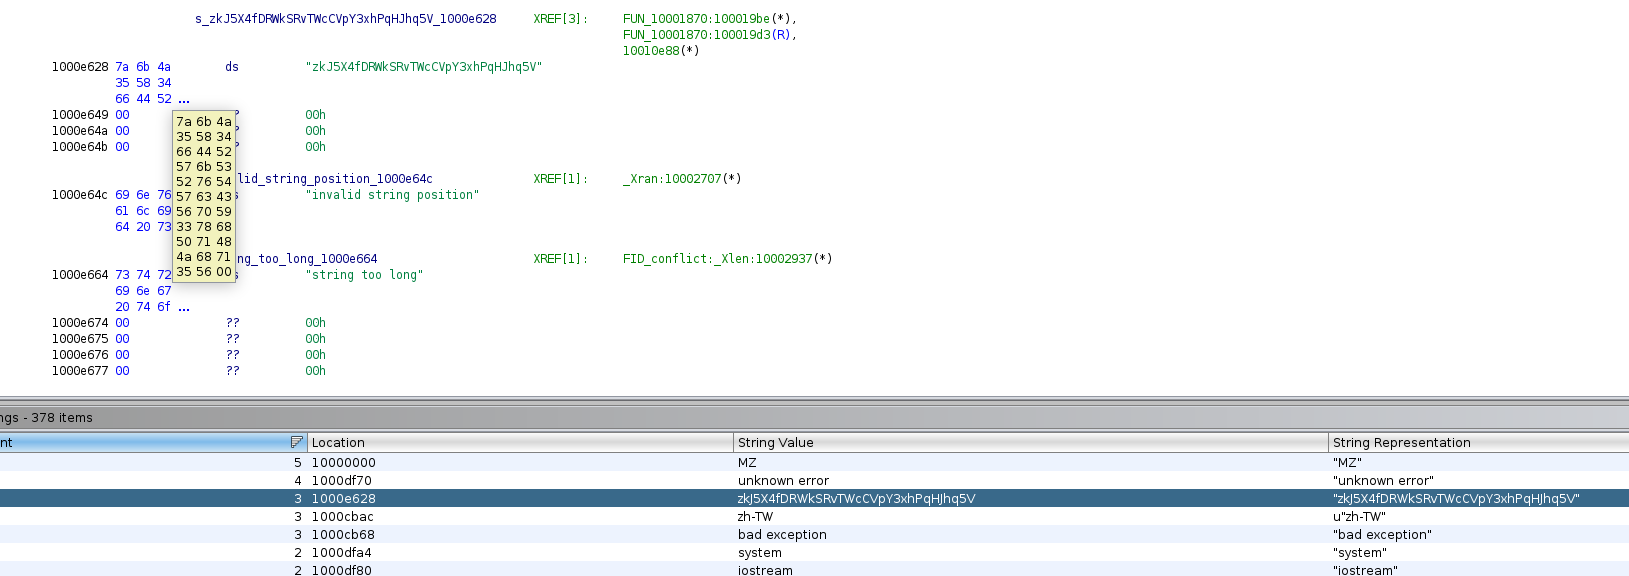 s_zkJ5X4fDRWkSRvTWcCVpY3xhPqHJhq5V_1000e628 XREF[3]: FUN_10001870:100019be(*),
FUN_10001870:100019d3(R),
10010e88(*)
1000e628 7a 6b 4a ds "zkJ5X4fDRWkSRvTWcCVpY3xhPqHJhq5V"
35 58 34
66 44 52 ...
1000e649 00 ? 00h
1000e64a 00 ? 00h
1000e64b 00 ? 00h
7a 6b 4a
35 58 34
66 44 52
57 6b 53
52 76 54
57 63 43
56 70 59
33 78 68
50 71 48
4a 68 71
35 56 00
lid_string_position_1000e64c XREF[1]: _Xran:10002707(*)
1000e64c 69 6e 76 s "invalid string position"
61 6c 69
64 20 73
ng_too_long_1000e664 XREF[1]: FID_conflict:_Xlen:10002937(*)
1000e664 73 74 72 s "string too long"
69 6e 67
20 74 6f ...
1000e674 00 ?? 00h
1000e675 00 ?? 00h
1000e676 00 ?? 00h
1000e677 00 ?? 00h
ngs - 378 items
nt Location String Value String Representation
5 10000000 MZ "MZ"
4 1000df70 unknown error "unknown error"
3 1000e628 zkJ5X4fDRWkSRvTWcCVpY3xhPqHJhq5V "zkJ5X4fDRWkSRvTWcCVpY3xhPqHJhq5V"
3 1000cbac zh-TW u"zh-TW"
3 1000cb68 bad exception "bad exception"
2 1000dfa4 system "system"
2 1000df80 iostream "iostream"